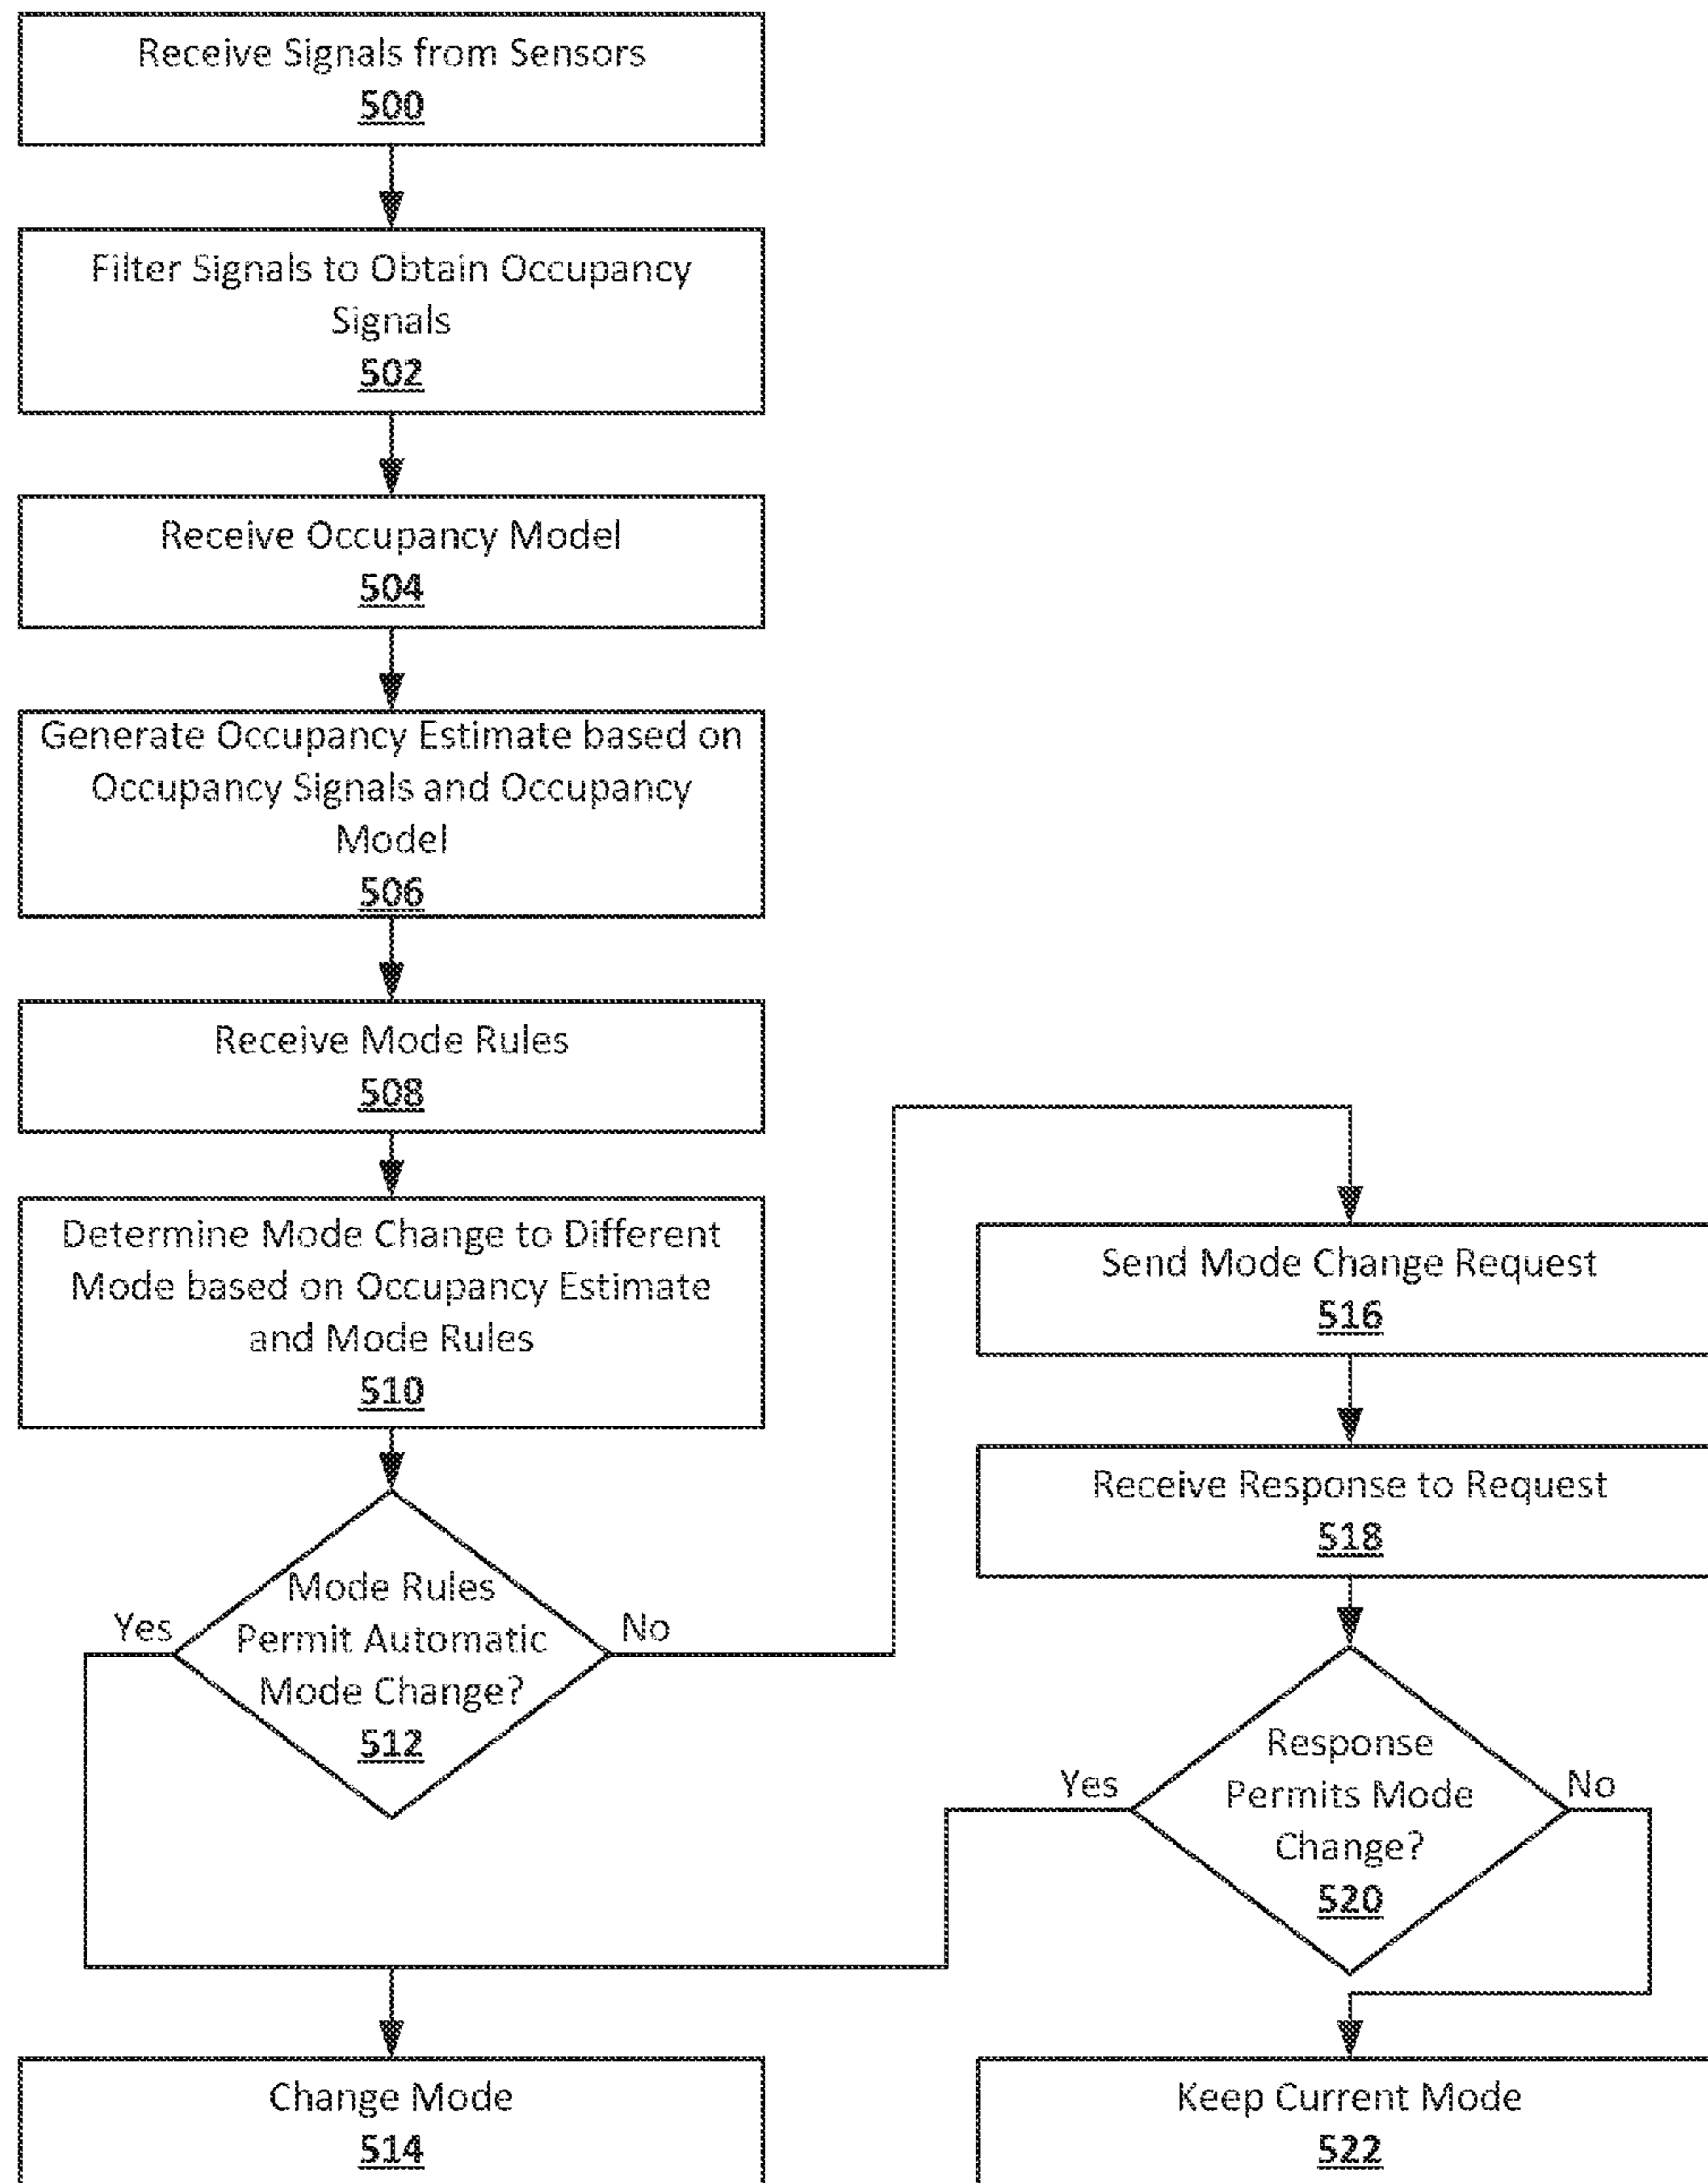 Receive Signals from Sensors
500
Filter Signals to Obtain Occupancy
Signals
502
Receive Occupancy Model
504
Generate Occupancy Estimate based on
Occupancy Signals and Occupancy
Model
506
Receive Mode Rules
508
Determine Mode Change to Different
Mode based on Occupancy Estimate
and Mode Rules
510
Mode Rules
Permit Automatic
Mode Change?
512
Yes
No
Send Mode Change Request
516
Receive Response to Request
518
Response
Permits Mode
Change?
520
Yes
No
Change Mode
514
Keep Current Mode
522